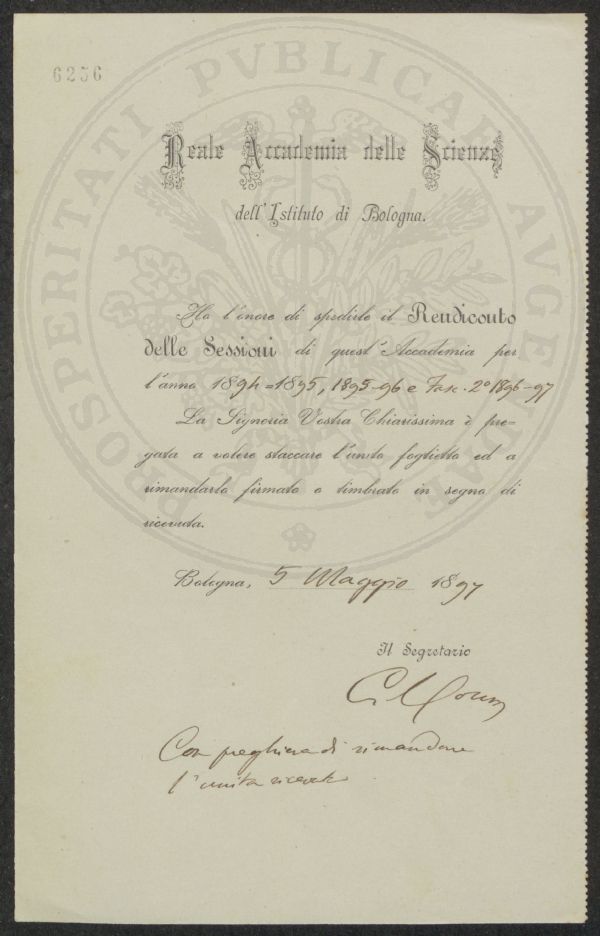 6256
PROSPERITATI PVBLICAE AVGENDAE
Reale Accademia delle Scienze
dell'Istituto di Bologna.
Ho l'onore di spedirle il Rendiconto
delle Sessioni di quest'Accademia per
l'anno 1894=1895, 1895-96 e Fasc. 2º 1896-97
La Signoria Vostra Chiarissima è pre-
gata a volere staccare l'unito foglietto ed a
rimandarlo firmato o timbrato in segno di
ricevuta.
Bologna, 5 Maggio 1897
Il Segretario
Con preghiera di rimandare
l'unita ricevuta